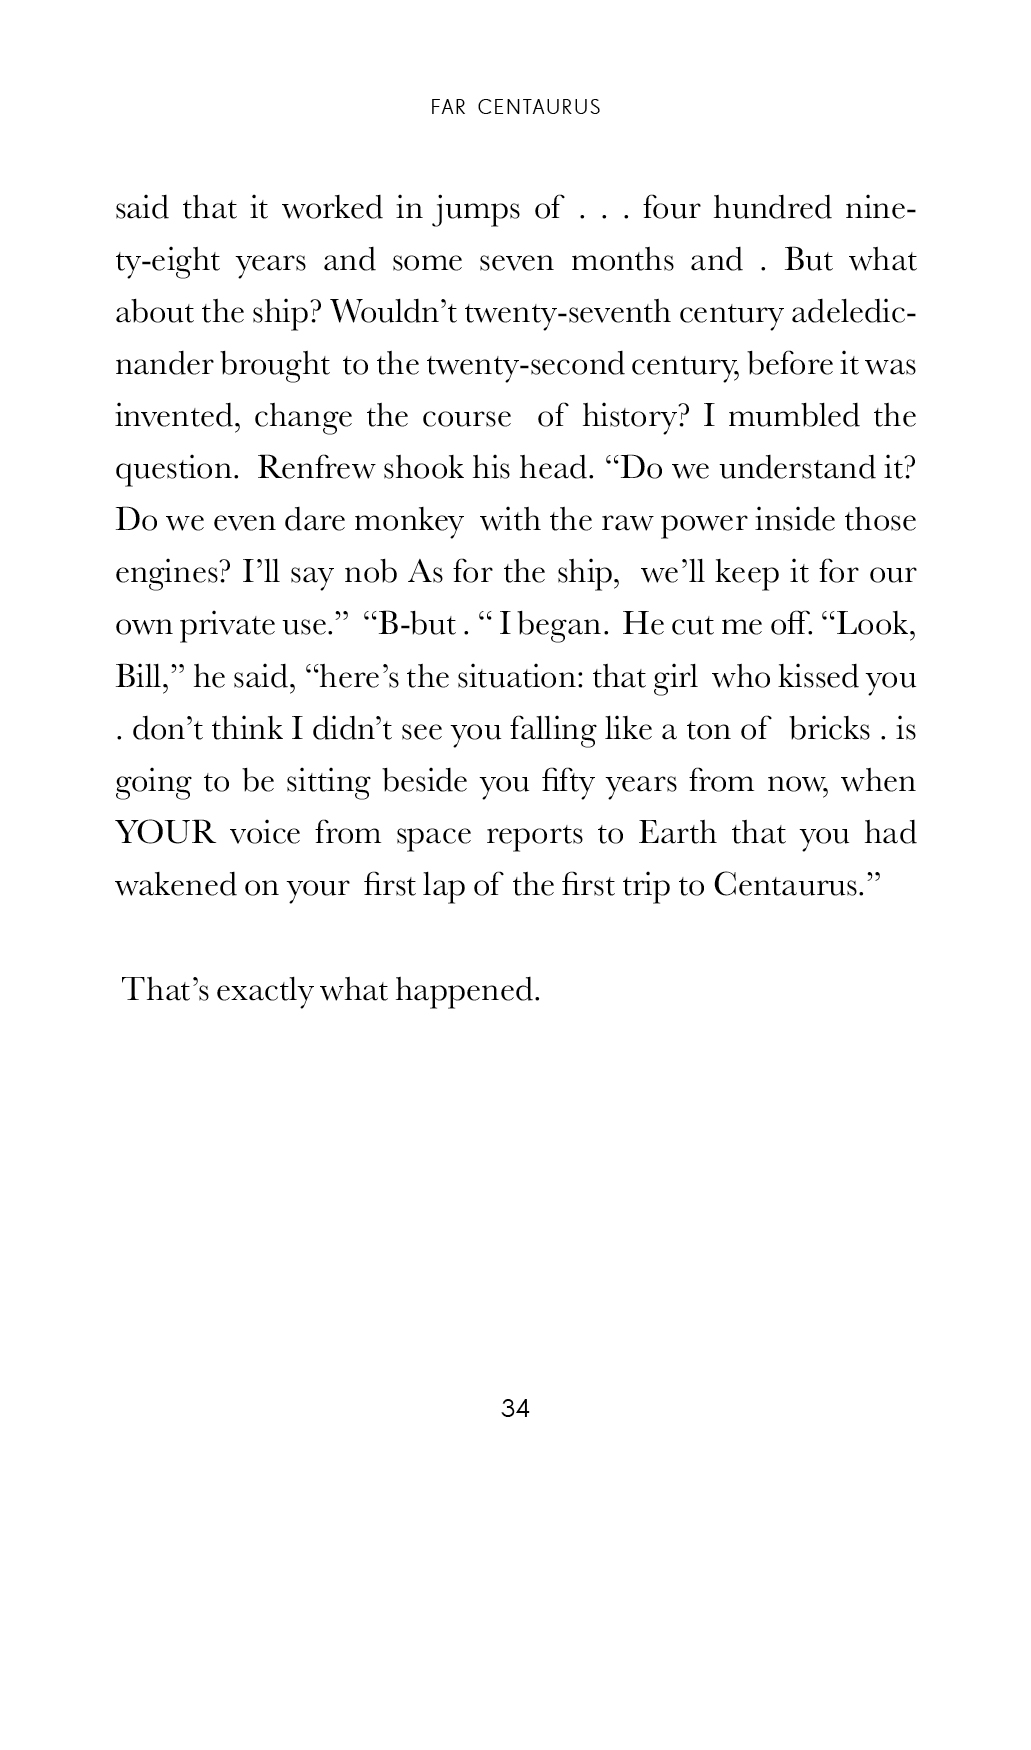 FAR CENTAURUS
said that it worked in jumps of . . . four hundred nine-
ty-eight years and some seven months and . But what
about the ship? Wouldn’t twenty-seventh century adeledic-
nander brought to the twenty-second century, before it was
invented, change the course of history? I mumbled the
question. Renfrew shook his head. “Do we understand it?
Do we even dare monkey with the raw power inside those
engines? I’ll say nob As for the ship, we’ll keep it for our
own private use.” “B-but . “ I began. He cut me off. “Look,
Bill,” he said, “here’s the situation: that girl who kissed you
. don’t think I didn’t see you falling like a ton of bricks . is
going to be sitting beside you fifty years from now, when
YOUR voice from space reports to Earth that you had
wakened on your first lap of the first trip to Centaurus.”
That’s exactly what happened.
34